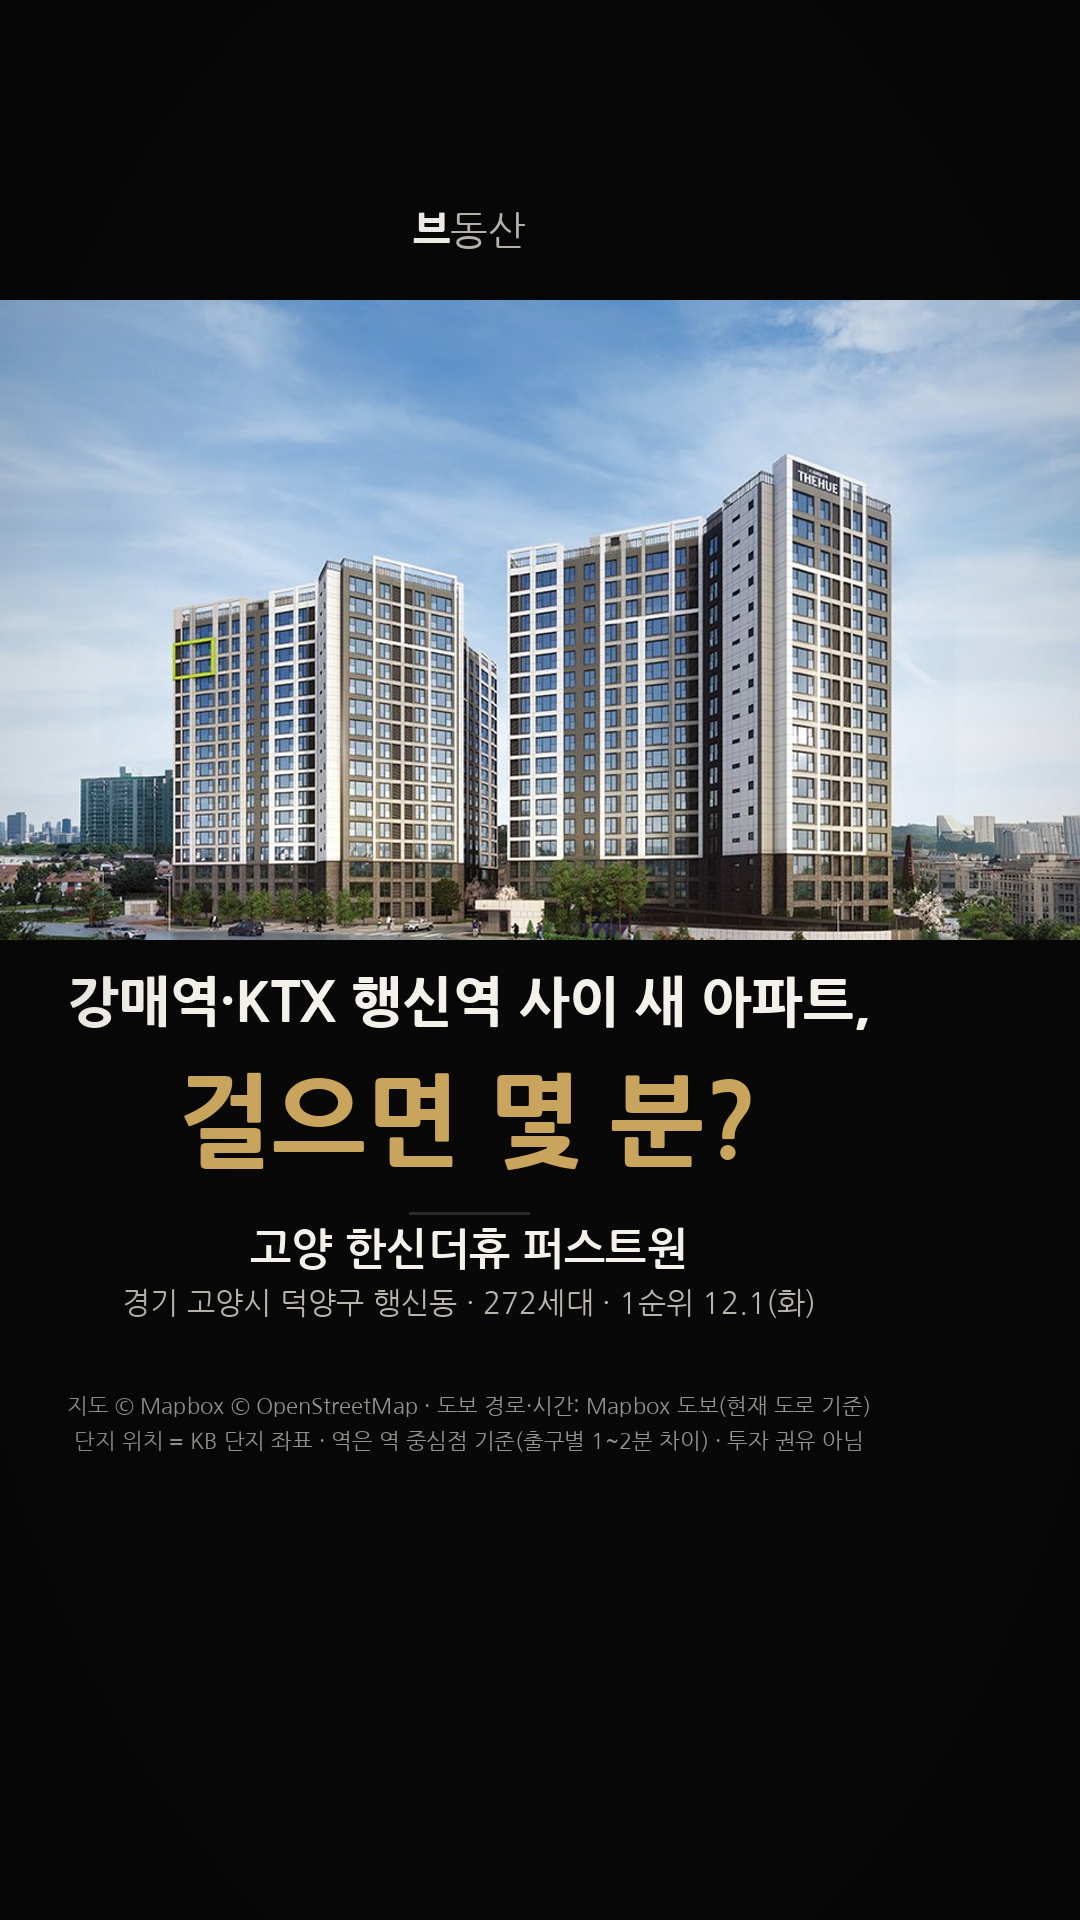 브동산
THEHUE
강매역·KTX 행신역 사이 새 아파트,
걸으면 몇 분?
고양 한신더휴 퍼스트원
경기 고양시 덕양구 행신동 · 272세대 · 1순위 12.1(화)
지도 © Mapbox © OpenStreetMap · 도보 경로·시간: Mapbox 도보(현재 도로 기준)
단지 위치 = KB 단지 좌표 · 역은 역 중심점 기준(출구별 1~2분 차이) · 투자 권유 아님